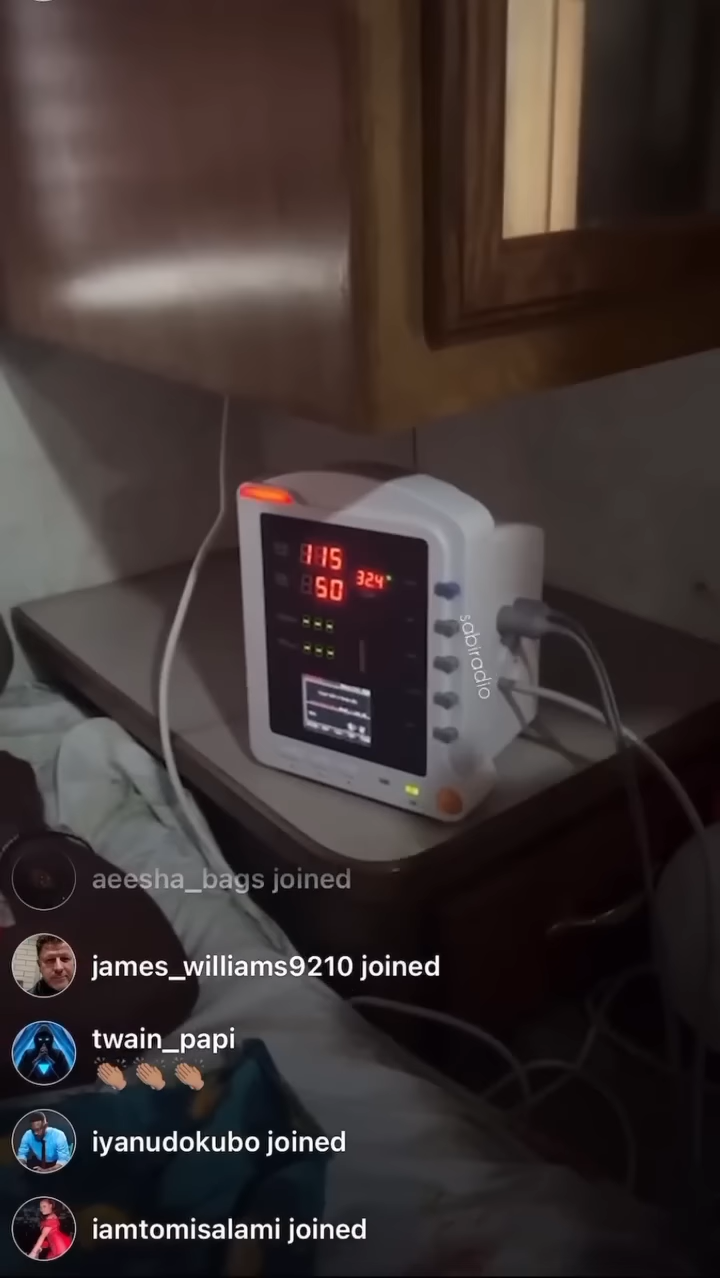 115
50
32.4
sabiradio
aeesha_bags joined
james_williams9210 joined
twain_papi
👏🏽👏🏽👏🏽
iyanudokubo joined
iamtomisalami joined